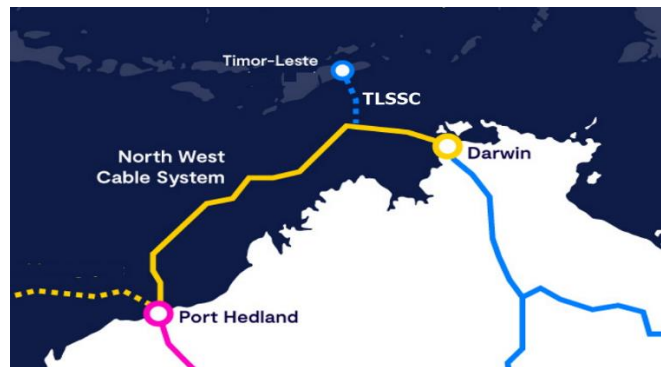 Timor-Leste
TLSSC
North West
Cable System
Darwin
Port Hedland